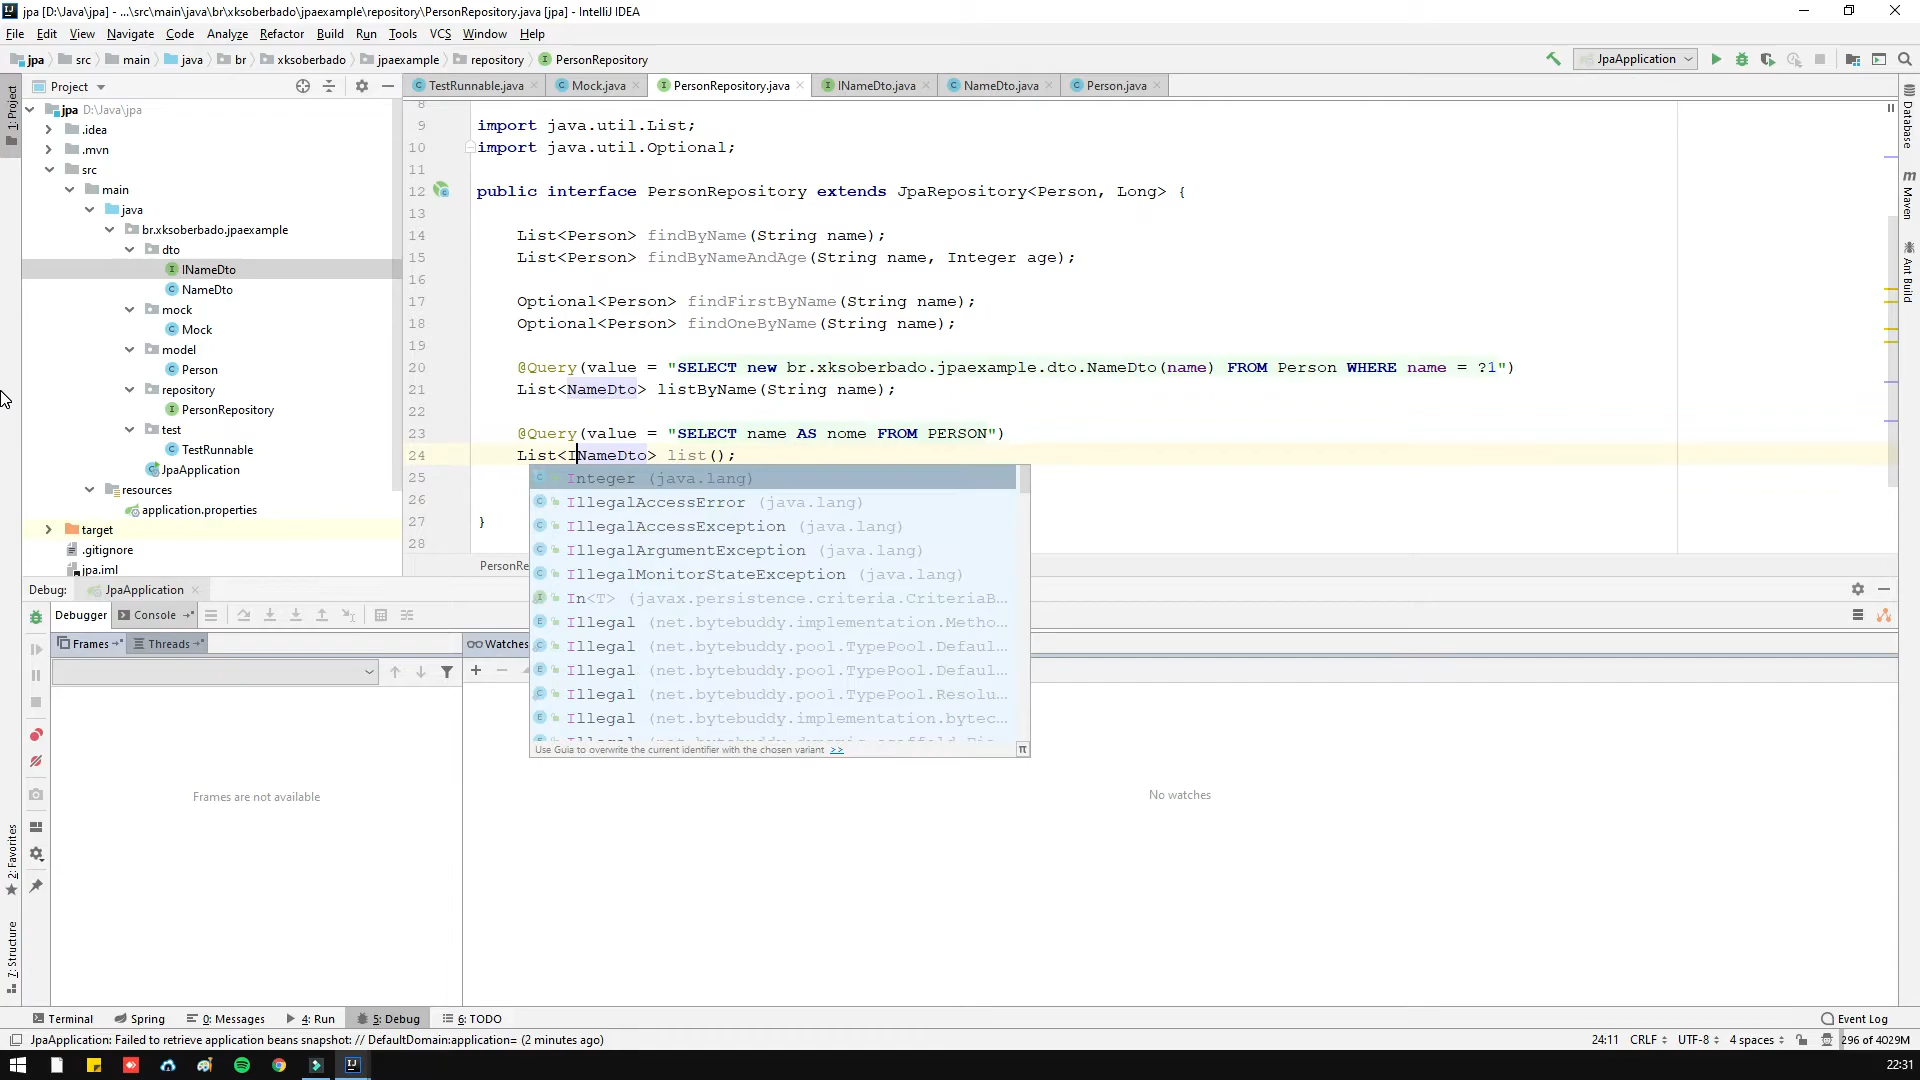 jpa [D:\Java\jpa] - ...\src\main\java\br\xksoberbado\jpaexample\repository\PersonRepository.java [jpa] - IntelliJ IDEA
File Edit View Navigate Code Analyze Refactor Build Run Tools VCS Window Help
jpa src main java br xksoberbado jpaexample repository PersonRepository JpaApplication
Project TestRunnable.java Mock.java PersonRepository.java INameDto.java NameDto.java Person.java
1: Project
jpa D:\Java\jpa
.idea
.mvn
src
main
java
br.xksoberbado.jpaexample
dto
INameDto
NameDto
mock
Mock
model
Person
repository
PersonRepository
test
TestRunnable
JpaApplication
resources
application.properties
target
.gitignore
jpa.iml
8
9 import java.util.List;
10 import java.util.Optional;
11
12 public interface PersonRepository extends JpaRepository<Person, Long> {
13
14 List<Person> findByName(String name);
15 List<Person> findByNameAndAge(String name, Integer age);
16
17 Optional<Person> findFirstByName(String name);
18 Optional<Person> findOneByName(String name);
19
20 @Query(value = "SELECT new br.xksoberbado.jpaexample.dto.NameDto(name) FROM Person WHERE name = ?1")
21 List<NameDto> listByName(String name);
22
23 @Query(value = "SELECT name AS nome FROM PERSON")
24 List<INameDto> list();
25
26
27 }
28
Integer (java.lang)
IllegalAccessError (java.lang)
IllegalAccessException (java.lang)
IllegalArgumentException (java.lang)
IllegalMonitorStateException (java.lang)
In<T> (javax.persistence.criteria.CriteriaB...
Illegal (net.bytebuddy.implementation.Metho...
Illegal (net.bytebuddy.pool.TypePool.Defaul...
Illegal (net.bytebuddy.pool.TypePool.Defaul...
Illegal (net.bytebuddy.pool.TypePool.Resolu...
Illegal (net.bytebuddy.implementation.bytec...
Use Guia to overwrite the current identifier with the chosen variant >> π
PersonRe
Database
Maven
Ant Build
Debug: JpaApplication
Debugger Console
Frames Threads Watches
Frames are not available
No watches
2: Favorites
7: Structure
Terminal Spring 0: Messages 4: Run 5: Debug 6: TODO Event Log
JpaApplication: Failed to retrieve application beans snapshot: // DefaultDomain:application= (2 minutes ago) 24:11 CRLF UTF-8 4 spaces 296 of 4029M
22:31